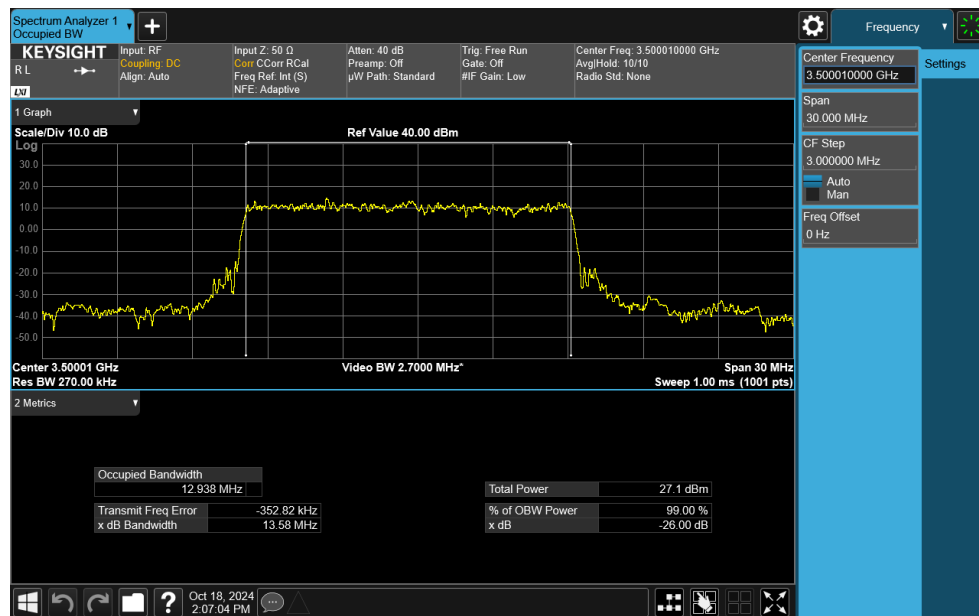 Spectrum Analyzer 1
Occupied BW
Frequency
KEYSIGHT
R L
LXI
Input: RF
Coupling: DC
Align: Auto
Input Z: 50 Ω
Corr CCorr RCal
Freq Ref: Int (S)
NFE: Adaptive
Atten: 40 dB
Preamp: Off
µW Path: Standard
Trig: Free Run
Gate: Off
#IF Gain: Low
Center Freq: 3.500010000 GHz
Avg|Hold: 10/10
Radio Std: None
Center Frequency
3.500010000 GHz
Settings
Span
30.000 MHz
CF Step
3.000000 MHz
Auto
Man
Freq Offset
0 Hz
1 Graph
Scale/Div 10.0 dB
Ref Value 40.00 dBm
Log
30.0
20.0
10.0
0.00
-10.0
-20.0
-30.0
-40.0
-50.0
Center 3.50001 GHz
Video BW 2.7000 MHz*
Span 30 MHz
Res BW 270.00 kHz
Sweep 1.00 ms (1001 pts)
2 Metrics
Occupied Bandwidth
12.938 MHz
Total Power 27.1 dBm
Transmit Freq Error -352.82 kHz
% of OBW Power 99.00 %
x dB Bandwidth 13.58 MHz
x dB -26.00 dB
?
Oct 18, 2024
2:07:04 PM